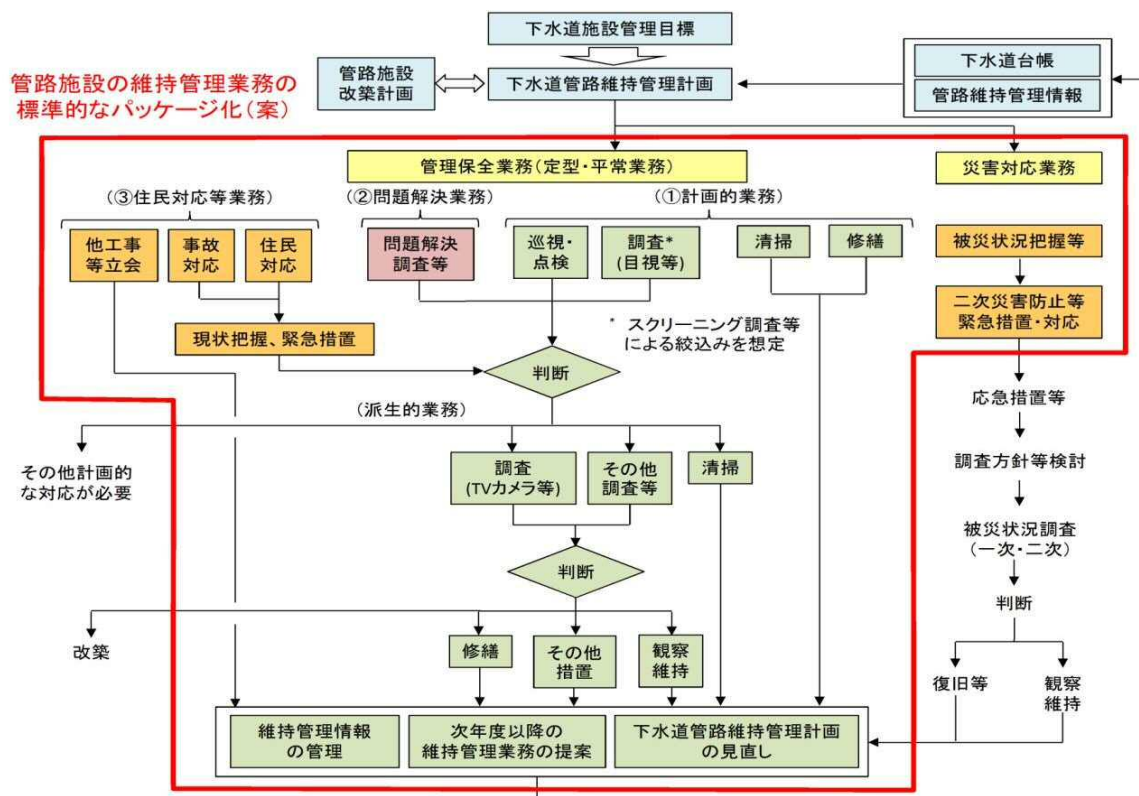 下水道施設管理目標
管路施設の維持管理業務の
標準的なパッケージ化(案)
管路施設
改築計画
下水道管路維持管理計画
下水道台帳
管路維持管理情報
管理保全業務(定型・平常業務)
災害対応業務
(③住民対応等業務)
(②問題解決業務)
(①計画的業務)
他工事
等立会
事故
対応
住民
対応
問題解決
調査等
巡視・
点検
調査*
(目視等)
清掃
修繕
被災状況把握等
二次災害防止等
緊急措置・対応
現状把握、緊急措置
* スクリーニング調査等
による絞込みを想定
判断
応急措置等
(派生的業務)
その他計画的
な対応が必要
調査
(TVカメラ等)
その他
調査等
清掃
調査方針等検討
被災状況調査
(一次・二次)
判断
判断
改築
修繕
その他
措置
観察
維持
復旧等
観察
維持
維持管理情報
の管理
次年度以降の
維持管理業務の提案
下水道管路維持管理計画
の見直し